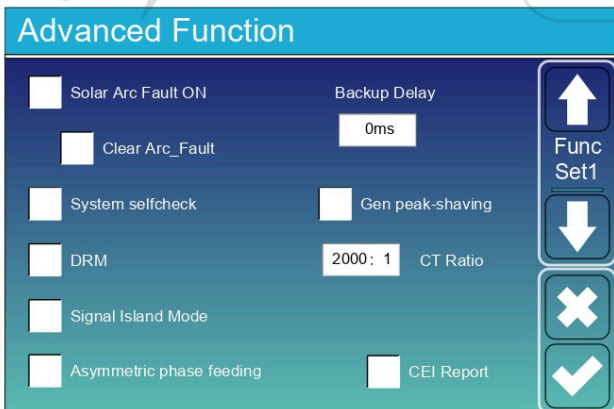 Advanced Function
Solar Arc Fault ON
Backup Delay
Clear Arc_Fault
0ms
Func
Set1
System selfcheck
Gen peak-shaving
DRM
2000: 1
CT Ratio
Signal Island Mode
Asymmetric phase feeding
CEI Report